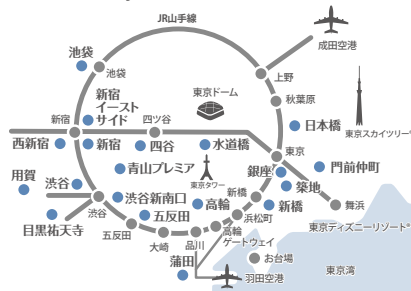 JR山手線
成田空港
池袋
池袋
上野
新宿
イースト
サイド
東京ドーム
秋葉原
新宿
四ツ谷
日本橋
東京スカイツリー®
西新宿
新宿
四谷
水道橋
東京
青山プレミア
東京タワー
銀座
門前仲町
用賀
渋谷
築地
渋谷
渋谷新南口
高輪
新橋
新橋
舞浜
目黒祐天寺
五反田
浜松町
五反田
大崎
品川
高輪
ゲートウェイ
東京ディズニーリゾート®
お台場
蒲田
羽田空港
東京湾